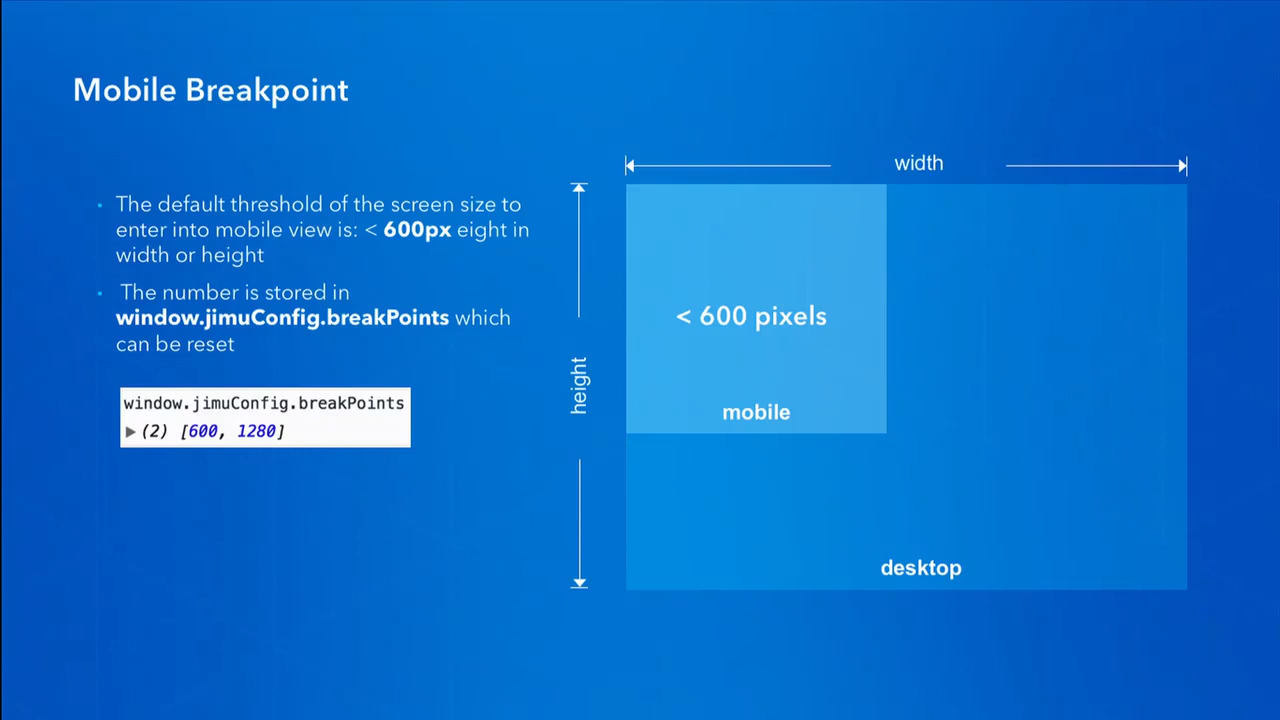 Mobile Breakpoint
• The default threshold of the screen size to
enter into mobile view is: < 600px eight in
width or height
• The number is stored in
window.jimuConfig.breakPoints which
can be reset
window.jimuConfig.breakPoints
▶ (2) [600, 1280]
width
height
< 600 pixels
mobile
desktop